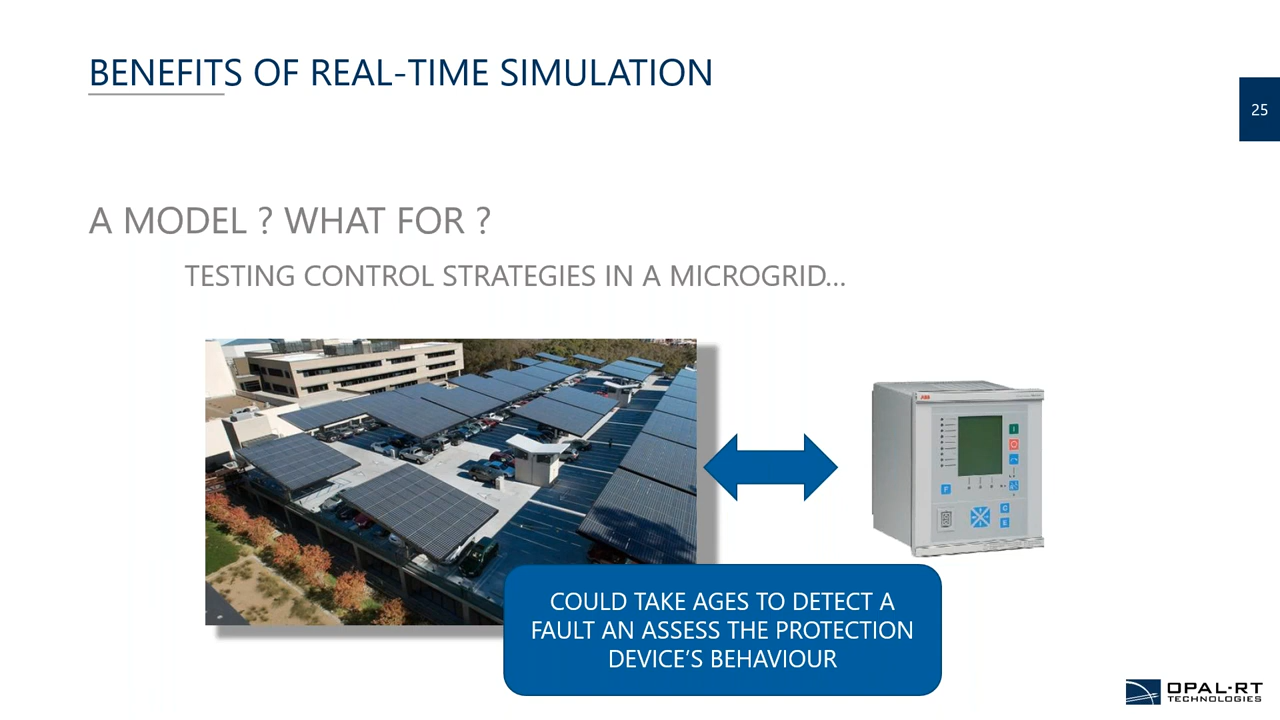 BENEFITS OF REAL-TIME SIMULATION
25
A MODEL ? WHAT FOR ?
TESTING CONTROL STRATEGIES IN A MICROGRID...
ABB
COULD TAKE AGES TO DETECT A
FAULT AN ASSESS THE PROTECTION
DEVICE'S BEHAVIOUR
OPAL-RT
TECHNOLOGIES